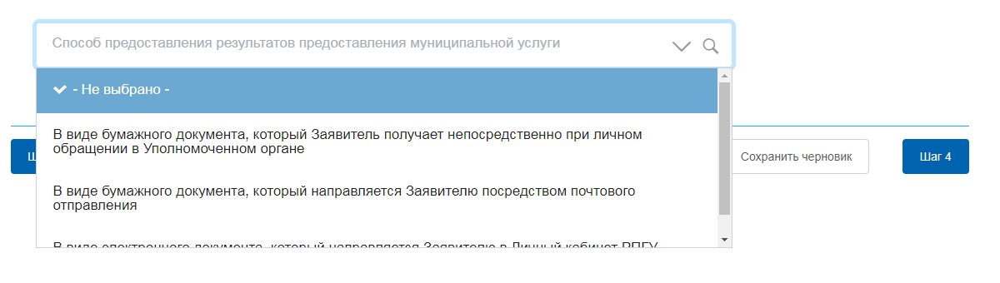 Способ предоставления результатов предоставления муниципальной услуги
- Не выбрано -
В виде бумажного документа, который Заявитель получает непосредственно при личном
обращении в Уполномоченном органе
В виде бумажного документа, который направляется Заявителю посредством почтового
отправления
В виде электронного документа, который направляется Заявителю в Личный кабинет РПГУ
Сохранить черновик
Шаг 4